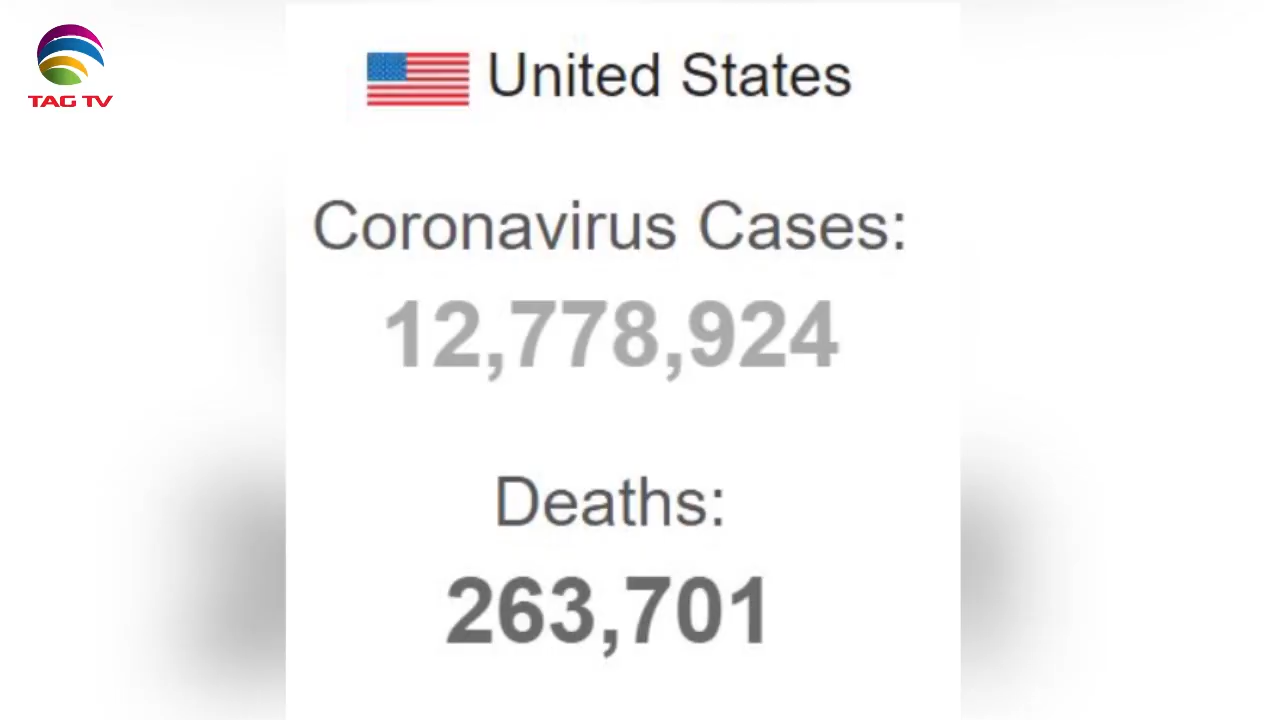 TAG TV
United States
Coronavirus Cases:
12,778,924
Deaths:
263,701